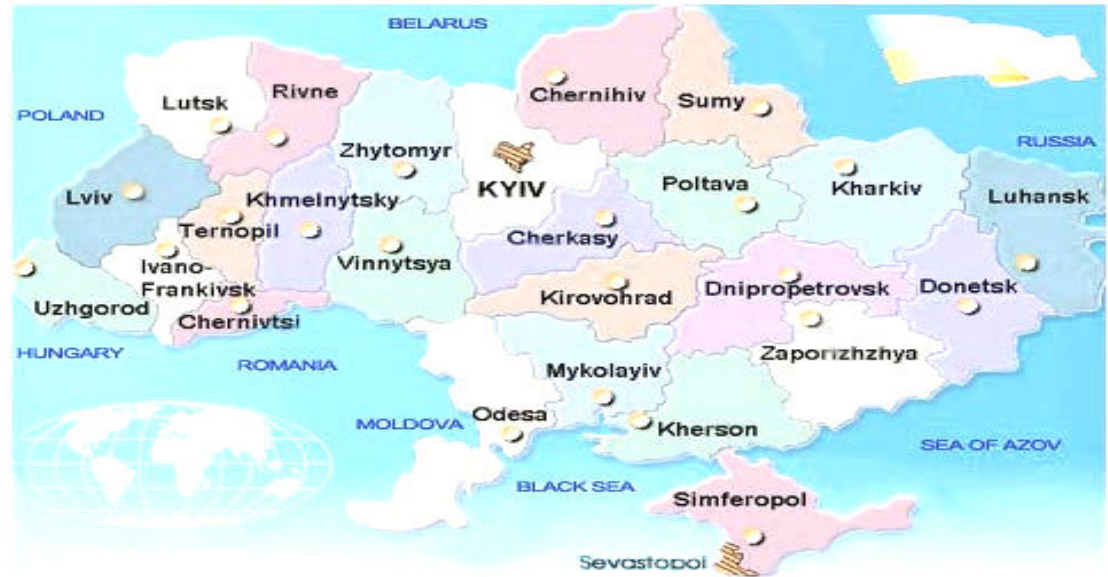 BELARUS
Rivne
Lutsk
Chernihiv
Sumy
POLAND
RUSSIA
Zhytomyr
KYIV
Poltava
Kharkiv
Lviv
Khmelnytsky
Luhansk
Ternopil
Cherkasy
Ivano-
Frankivsk
Vinnytsya
Uzhgorod
Kirovohrad
Dnipropetrovsk
Donetsk
Chernivtsi
HUNGARY
ROMANIA
Zaporizhzhya
Mykolayiv
Odesa
MOLDOVA
Kherson
SEA OF AZOV
BLACK SEA
Simferopol
Sevastopol